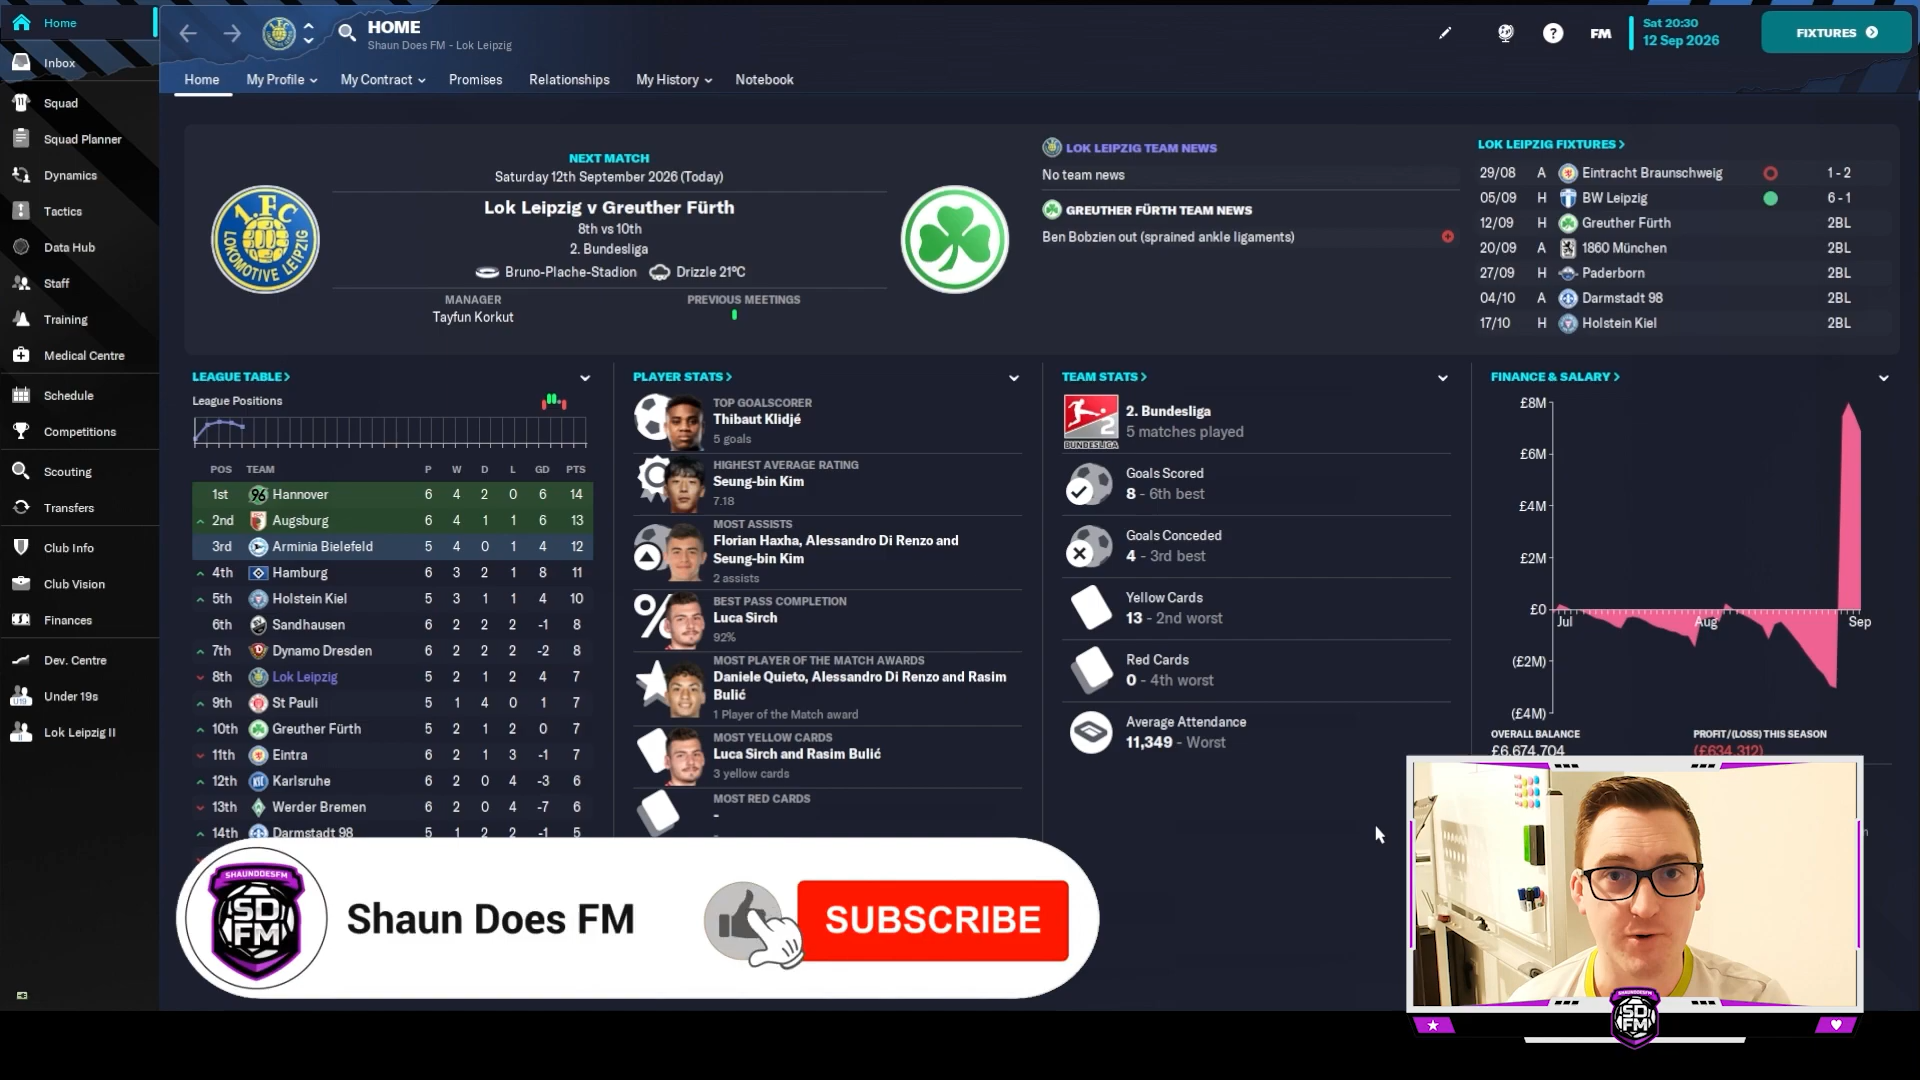 Home
Inbox
Squad
Squad Planner
Dynamics
Tactics
Data Hub
Staff
Training
Medical Centre
Schedule
Competitions
Scouting
Transfers
Club Info
Club Vision
Finances
Dev. Centre
Under 19s
Lok Leipzig II
HOME
Shaun Does FM - Lok Leipzig
FM
Sat 20:30
12 Sep 2026
FIXTURES
Home My Profile My Contract Promises Relationships My History Notebook
1.FC
LOKOMOTIVE LEIPZIG
NEXT MATCH
Saturday 12th September 2026 (Today)
Lok Leipzig v Greuther Fürth
8th vs 10th
2. Bundesliga
Bruno-Plache-Stadion Drizzle 21ºC
MANAGER
Tayfun Korkut
PREVIOUS MEETINGS
LOK LEIPZIG TEAM NEWS
No team news
GREUTHER FÜRTH TEAM NEWS
Ben Bobzien out (sprained ankle ligaments)
LOK LEIPZIG FIXTURES
29/08 A Eintracht Braunschweig 1 - 2
05/09 H BW Leipzig 6 - 1
12/09 H Greuther Fürth 2BL
20/09 A 1860 München 2BL
27/09 H Paderborn 2BL
04/10 A Darmstadt 98 2BL
17/10 H Holstein Kiel 2BL
LEAGUE TABLE
League Positions
POS TEAM P W D L GD PTS
1st 96 Hannover 6 4 2 0 6 14
2nd Augsburg 6 4 1 1 6 13
3rd Arminia Bielefeld 5 4 0 1 4 12
4th Hamburg 6 3 2 1 8 11
5th Holstein Kiel 5 3 1 1 4 10
6th Sandhausen 6 2 2 2 -1 8
7th Dynamo Dresden 6 2 2 2 -2 8
8th Lok Leipzig 5 2 1 2 4 7
9th St Pauli 5 1 4 0 1 7
10th Greuther Fürth 5 2 1 2 0 7
11th Eintra 6 2 1 3 -1 7
12th Karlsruhe 6 2 0 4 -3 6
13th Werder Bremen 6 2 0 4 -7 6
14th Darmstadt 98 5 1 2 2 -1 5
PLAYER STATS
TOP GOALSCORER
Thibaut Klidjé
5 goals
HIGHEST AVERAGE RATING
Seung-bin Kim
7.18
MOST ASSISTS
Florian Haxha, Alessandro Di Renzo and
Seung-bin Kim
2 assists
BEST PASS COMPLETION
Luca Sirch
92%
MOST PLAYER OF THE MATCH AWARDS
Daniele Quieto, Alessandro Di Renzo and Rasim
Bulić
1 Player of the Match award
MOST YELLOW CARDS
Luca Sirch and Rasim Bulić
3 yellow cards
MOST RED CARDS
-
TEAM STATS
BUNDESLIGA
2. Bundesliga
5 matches played
Goals Scored
8 - 6th best
Goals Conceded
4 - 3rd best
Yellow Cards
13 - 2nd worst
Red Cards
0 - 4th worst
Average Attendance
11,349 - Worst
FINANCE & SALARY
£8M
£6M
£4M
£2M
£0
(£2M)
(£4M)
Jul Aug Sep
OVERALL BALANCE
£6,674,704
PROFIT/(LOSS) THIS SEASON
(£634,312)
SHAUNDOESFM
SD
FM
Shaun Does FM
SUBSCRIBE
SHAUNDOESFM
SD
FM